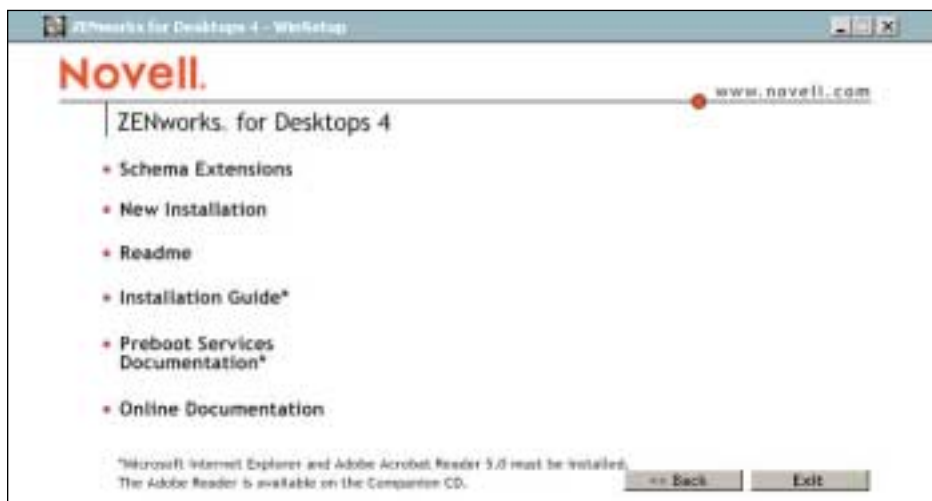 ZENworks for Desktops 4 - WinSetup
Novell.
www.novell.com
ZENworks. for Desktops 4
Schema Extensions
New Installation
Readme
Installation Guide*
Preboot Services
Documentation*
Online Documentation
*Microsoft Internet Explorer and Adobe Acrobat Reader 5.0 must be installed.
The Adobe Reader is available on the Companion CD.
<< Back
Exit